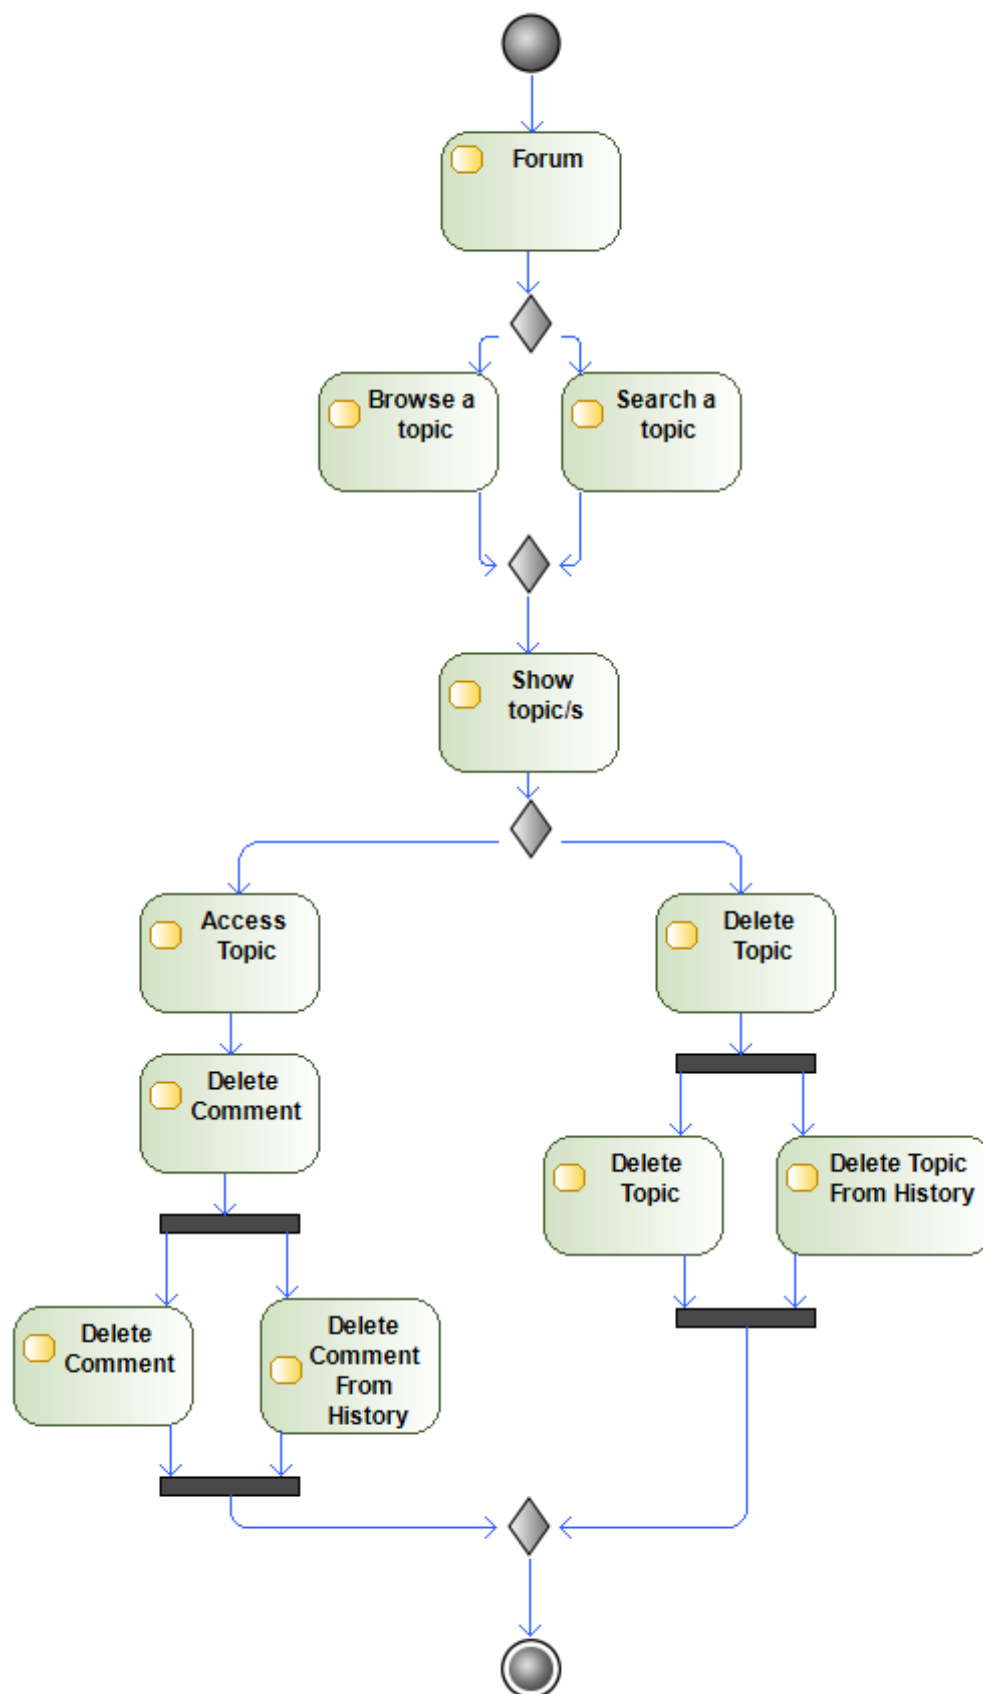 Forum
Browse a
topic
Search a
topic
Show
topic/s
Access
Topic
Delete
Topic
Delete
Comment
Delete
Topic
Delete Topic
From History
Delete
Comment
Delete
Comment
From
History